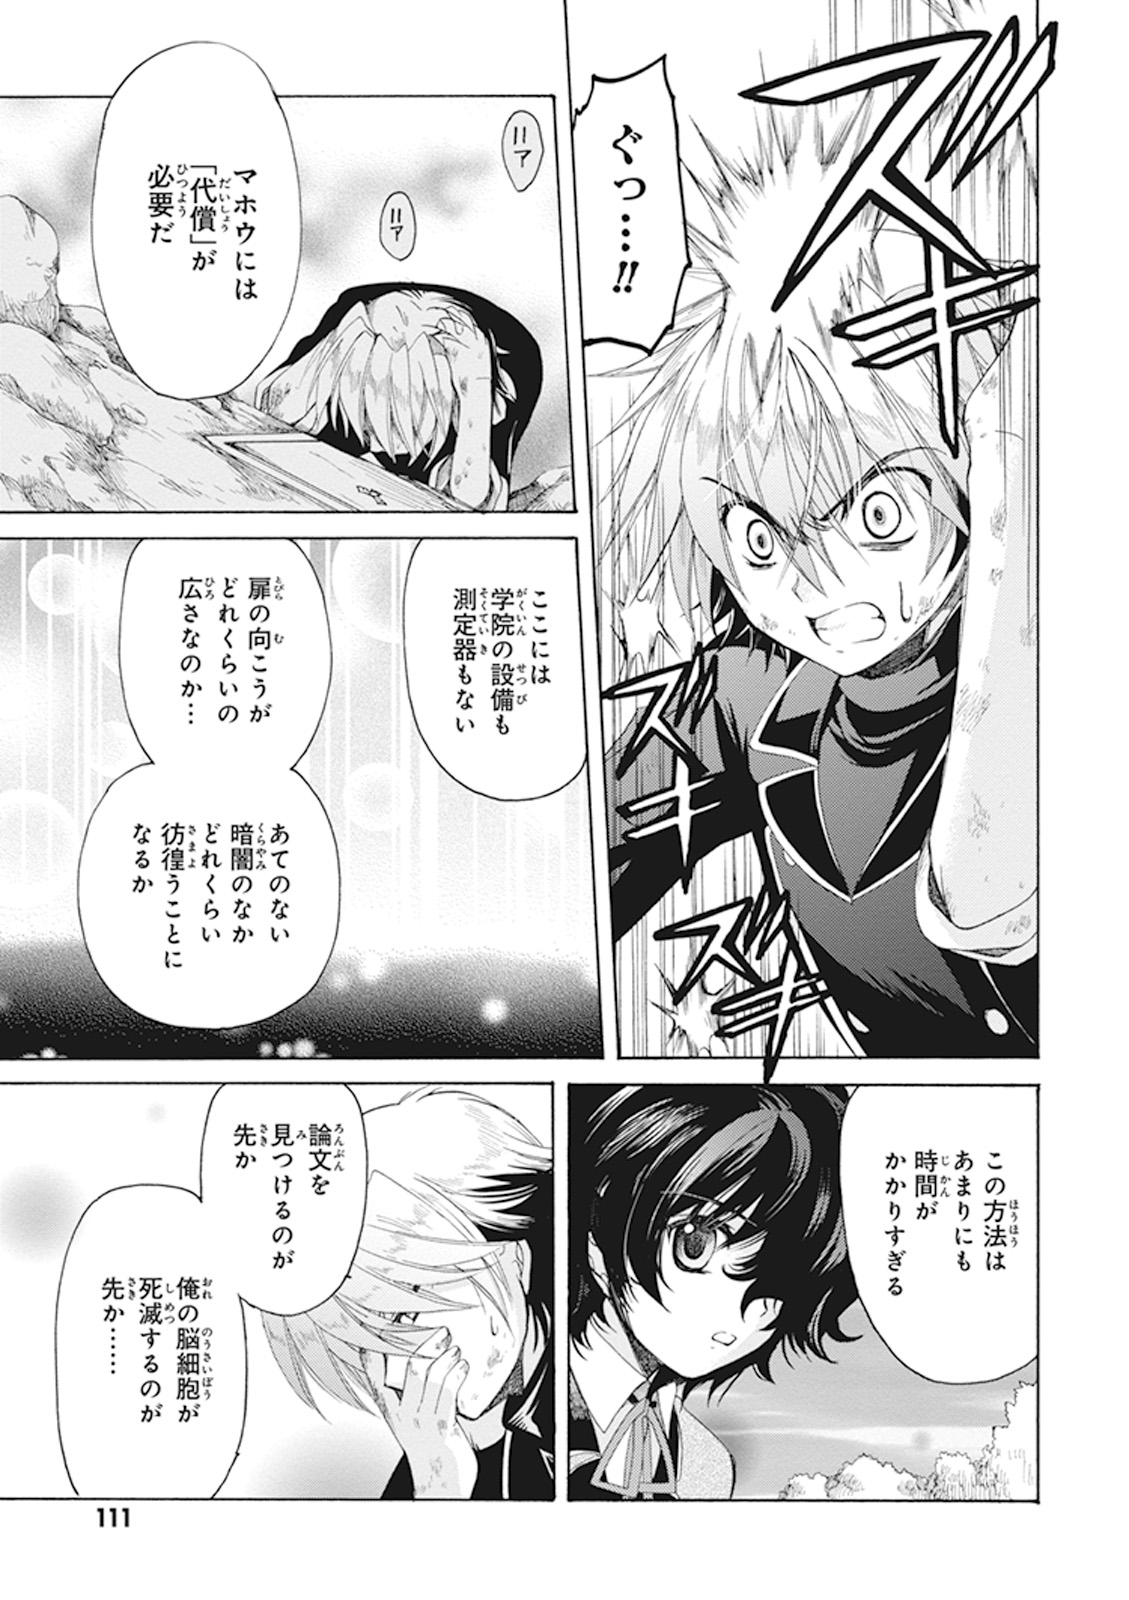 ズキ
ぐっ…‥!!
ズキ
ズキ
マホウには
「代償」が
必要だ
ハァ
ハァ
ここには
学院の設備も
測定器もない
扉の向こうが
どれくらいの
広さなのか…
あてのない
暗闇のなか
どれくらい
彷徨うことに
なるか
この方法は
あまりにも
時間が
かかりすぎる
論文を
見つけるのが
先か
俺の脳細胞が
死滅するのが
先か……
111